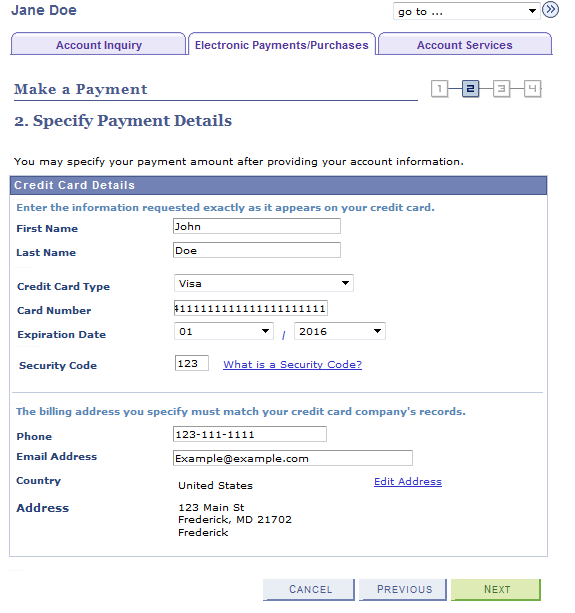 Jane Doe
go to ...
Account Inquiry
Electronic Payments/Purchases
Account Services
Make a Payment
1 2 3 4
2. Specify Payment Details
You may specify your payment amount after providing your account information.
Credit Card Details
Enter the information requested exactly as it appears on your credit card.
First Name John
Last Name Doe
Credit Card Type Visa
Card Number
Expiration Date 01 / 2016
Security Code 123 What is a Security Code?
The billing address you specify must match your credit card company's records.
Phone 123-111-1111
Email Address Example@example.com
Country United States Edit Address
Address 123 Main St
Frederick, MD 21702
Frederick
CANCEL PREVIOUS NEXT